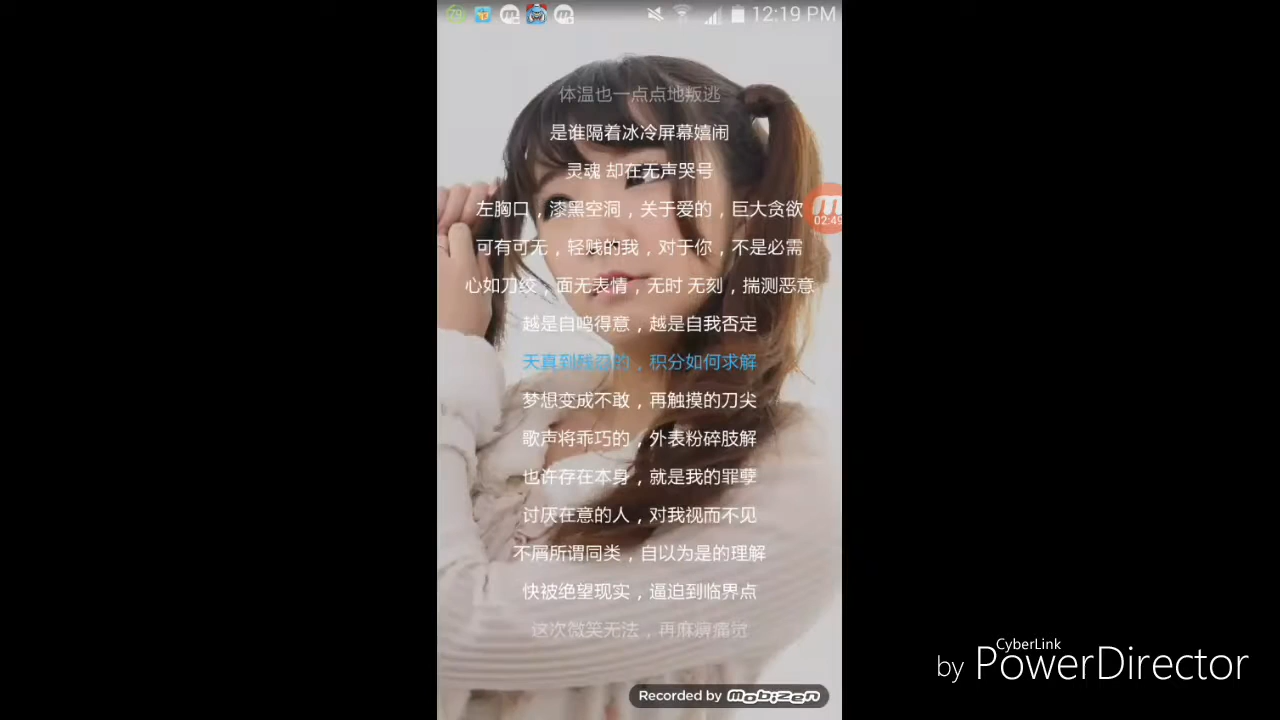 12:19 PM
体温也一点点地叛逃
是谁隔着冰冷屏幕嬉闹
灵魂 却在无声哭号
左胸口，漆黑空洞，关于爱的，巨大贪欲
02:49
可有可无，轻贱的我，对于你，不是必需
心如刀绞，面无表情，无时 无刻，揣测恶意
越是自鸣得意，越是自我否定
天真到残忍的，积分如何求解
梦想变成不敢，再触摸的刀尖
歌声将乖巧的，外表粉碎肢解
也许存在本身，就是我的罪孽
讨厌在意的人，对我视而不见
不屑所谓同类，自以为是的理解
快被绝望现实，逼迫到临界点
这次微笑无法，再麻痹痛觉
CyberLink
by PowerDirector
Recorded by mobizen